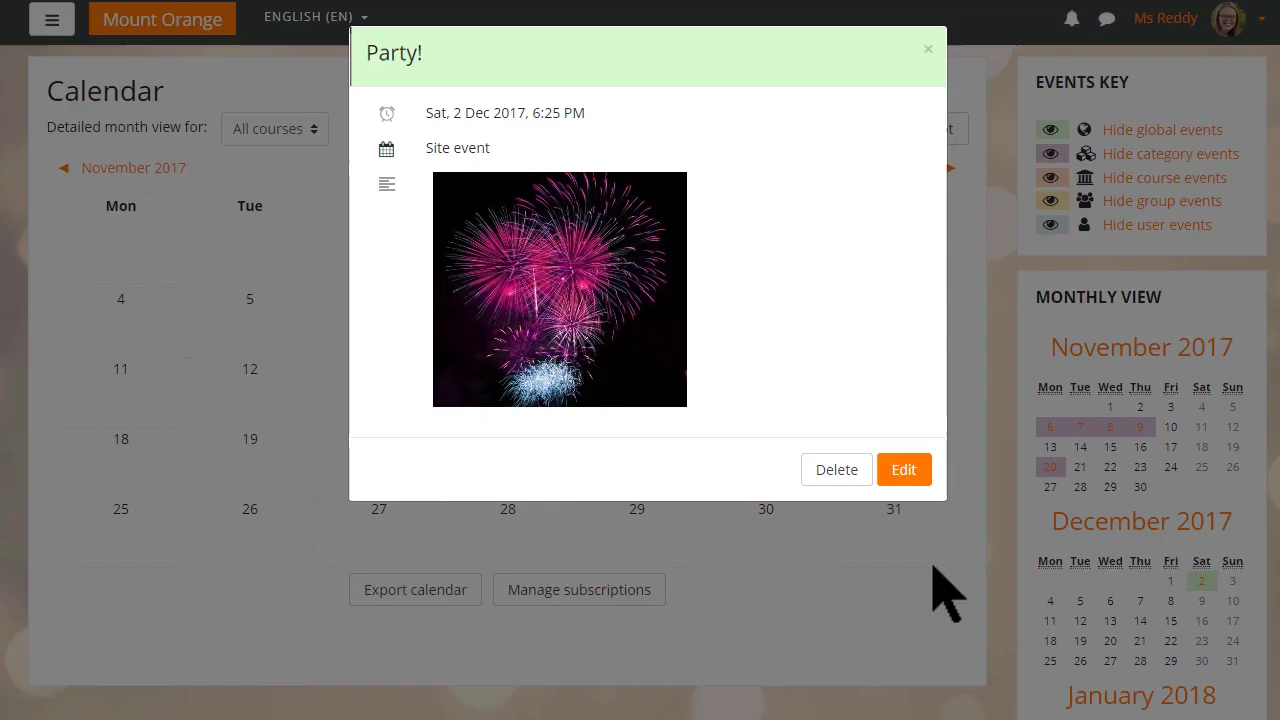 Mount Orange
ENGLISH (EN)
Ms Reddy
Party!
×
Sat, 2 Dec 2017, 6:25 PM
Site event
Delete
Edit
Calendar
Detailed month view for:
All courses
November 2017
Mon Tue
4 5
11 12
18 19
25 26 27 28 29 30 31
Export calendar
Manage subscriptions
EVENTS KEY
Hide global events
Hide category events
Hide course events
Hide group events
Hide user events
MONTHLY VIEW
November 2017
Mon Tue Wed Thu Fri Sat Sun
1 2 3 4 5
6 7 8 9 10 11 12
13 14 15 16 17 18 19
20 21 22 23 24 25 26
27 28 29 30
December 2017
Mon Tue Wed Thu Fri Sat Sun
1 2 3
4 5 6 7 8 9 10
11 12 13 14 15 16 17
18 19 20 21 22 23 24
25 26 27 28 29 30 31
January 2018